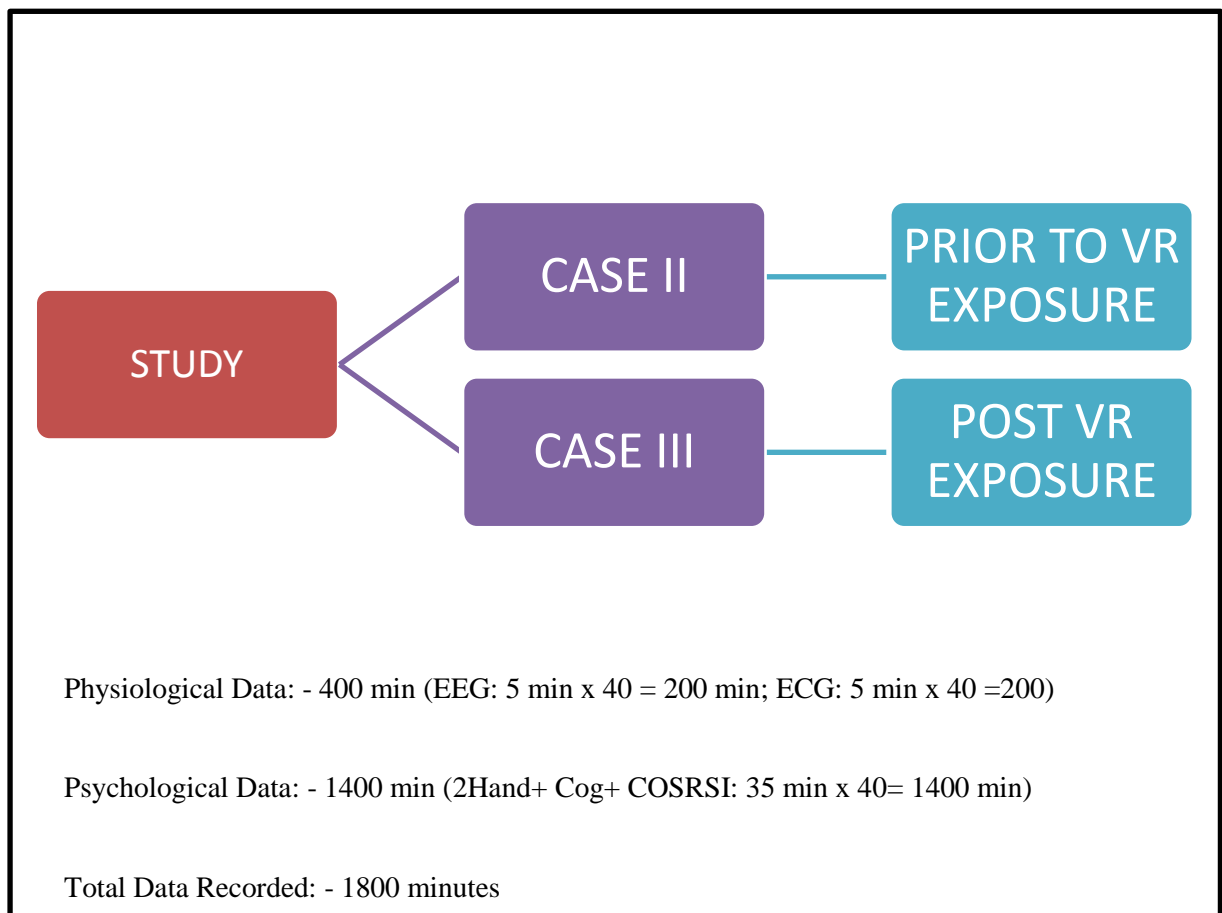 STUDY
CASE II
PRIOR TO VR
EXPOSURE
CASE III
POST VR
EXPOSURE
Physiological Data: - 400 min (EEG: 5 min x 40 = 200 min; ECG: 5 min x 40 =200)
Psychological Data: - 1400 min (2Hand+ Cog+ COSRSI: 35 min x 40= 1400 min)
Total Data Recorded: - 1800 minutes